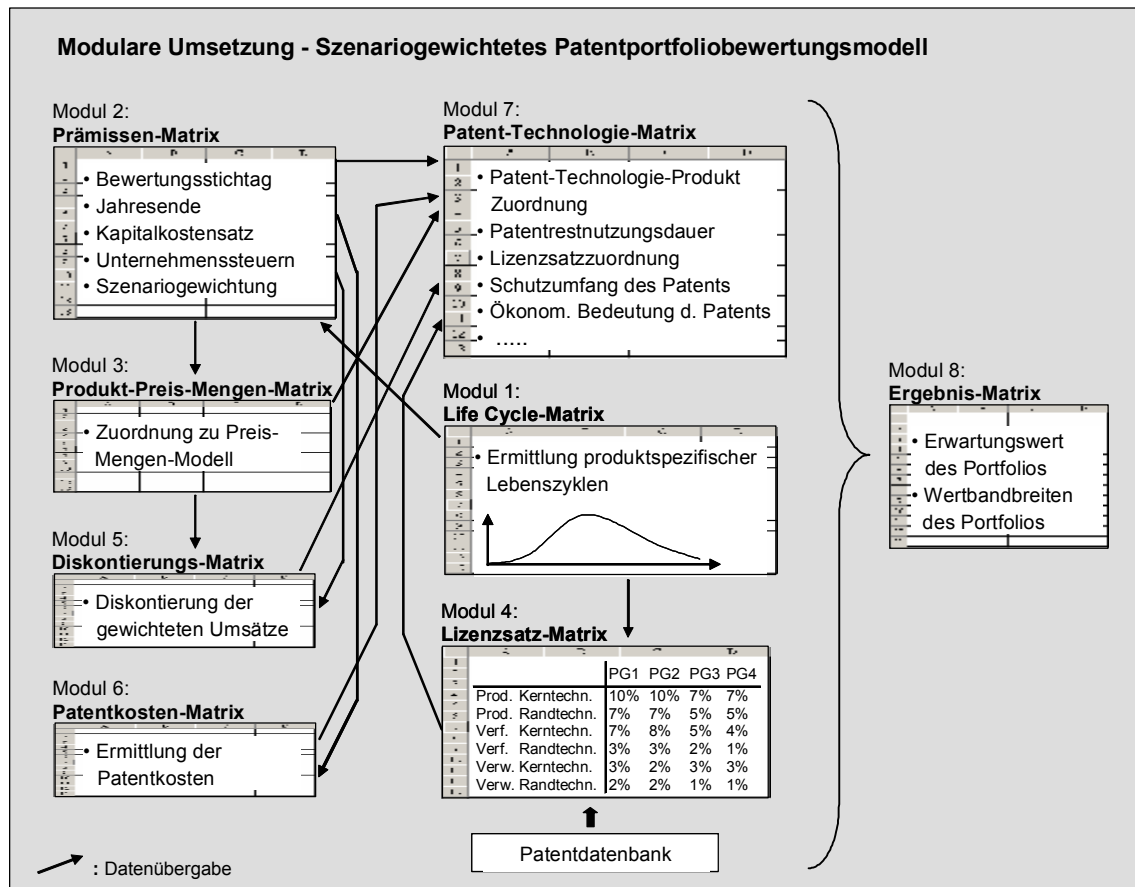 Modulare Umsetzung - Szenariogewichtetes Patentportfoliobewertungsmodell
Modul 2:
Prämissen-Matrix
• Bewertungsstichtag
• Jahresende
• Kapitalkostensatz
• Unternehmenssteuern
• Szenariogewichtung
Modul 3:
Produkt-Preis-Mengen-Matrix
• Zuordnung zu Preis-
Mengen-Modell
Modul 5:
Diskontierungs-Matrix
• Diskontierung der
gewichteten Umsätze
Modul 6:
Patentkosten-Matrix
• Ermittlung der
Patentkosten
Modul 7:
Patent-Technologie-Matrix
• Patent-Technologie-Produkt
Zuordnung
• Patentrestnutzungsdauer
• Lizenzsatzzuordnung
• Schutzumfang des Patents
• Ökonom. Bedeutung d. Patents
• .....
Modul 1:
Life Cycle-Matrix
• Ermittlung produktspezifischer
Lebenszyklen
Modul 4:
Lizenzsatz-Matrix
PG1 PG2 PG3 PG4
Prod. Kerntechn. 10% 10% 7% 7%
Prod. Randtechn. 7% 7% 5% 5%
Verf. Kerntechn. 7% 8% 5% 4%
Verf. Randtechn. 3% 3% 2% 1%
Verw. Kerntechn. 3% 2% 3% 3%
Verw. Randtechn. 2% 2% 1% 1%
Patentdatenbank
Modul 8:
Ergebnis-Matrix
• Erwartungswert
des Portfolios
• Wertbandbreiten
des Portfolios
: Datenübergabe